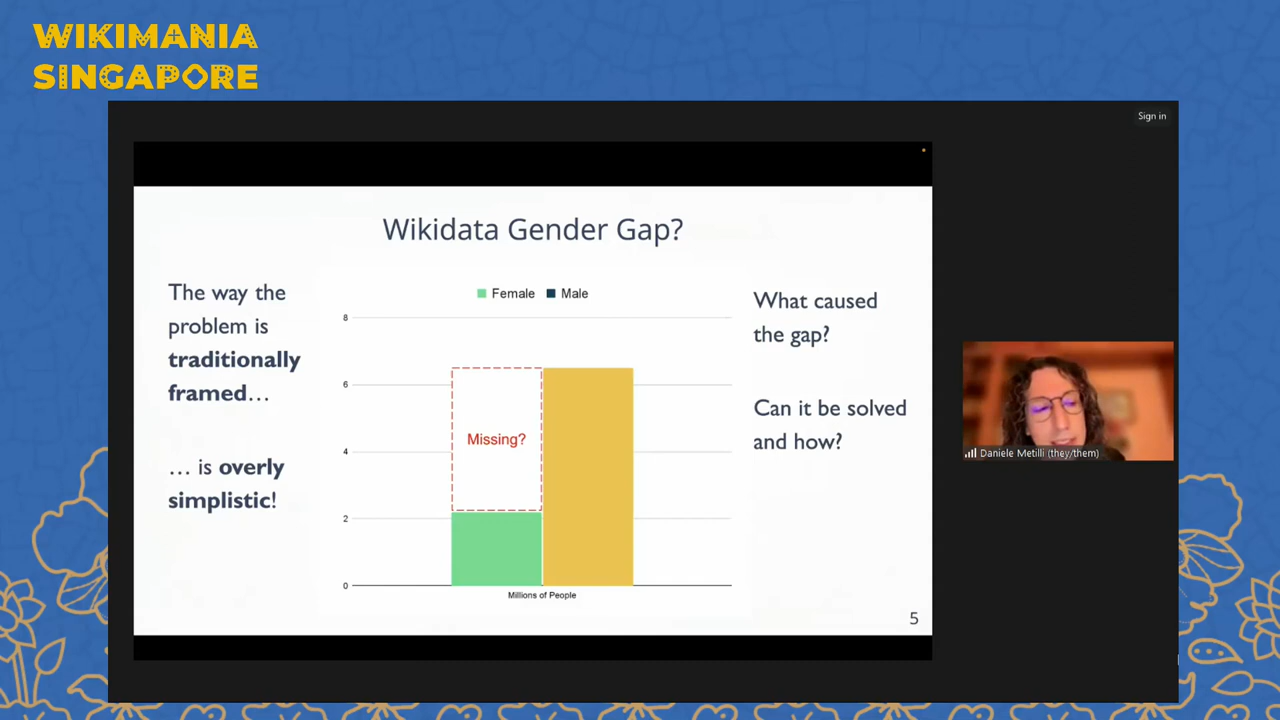 WIKIMANIA
SINGAPORE
Sign in
Wikidata Gender Gap?
The way the
problem is
traditionally
framed…
… is overly
simplistic!
Female Male
8
6
4
2
0
Missing?
Millions of People
What caused
the gap?
Can it be solved
and how?
5
Daniele Metilli (they/them)